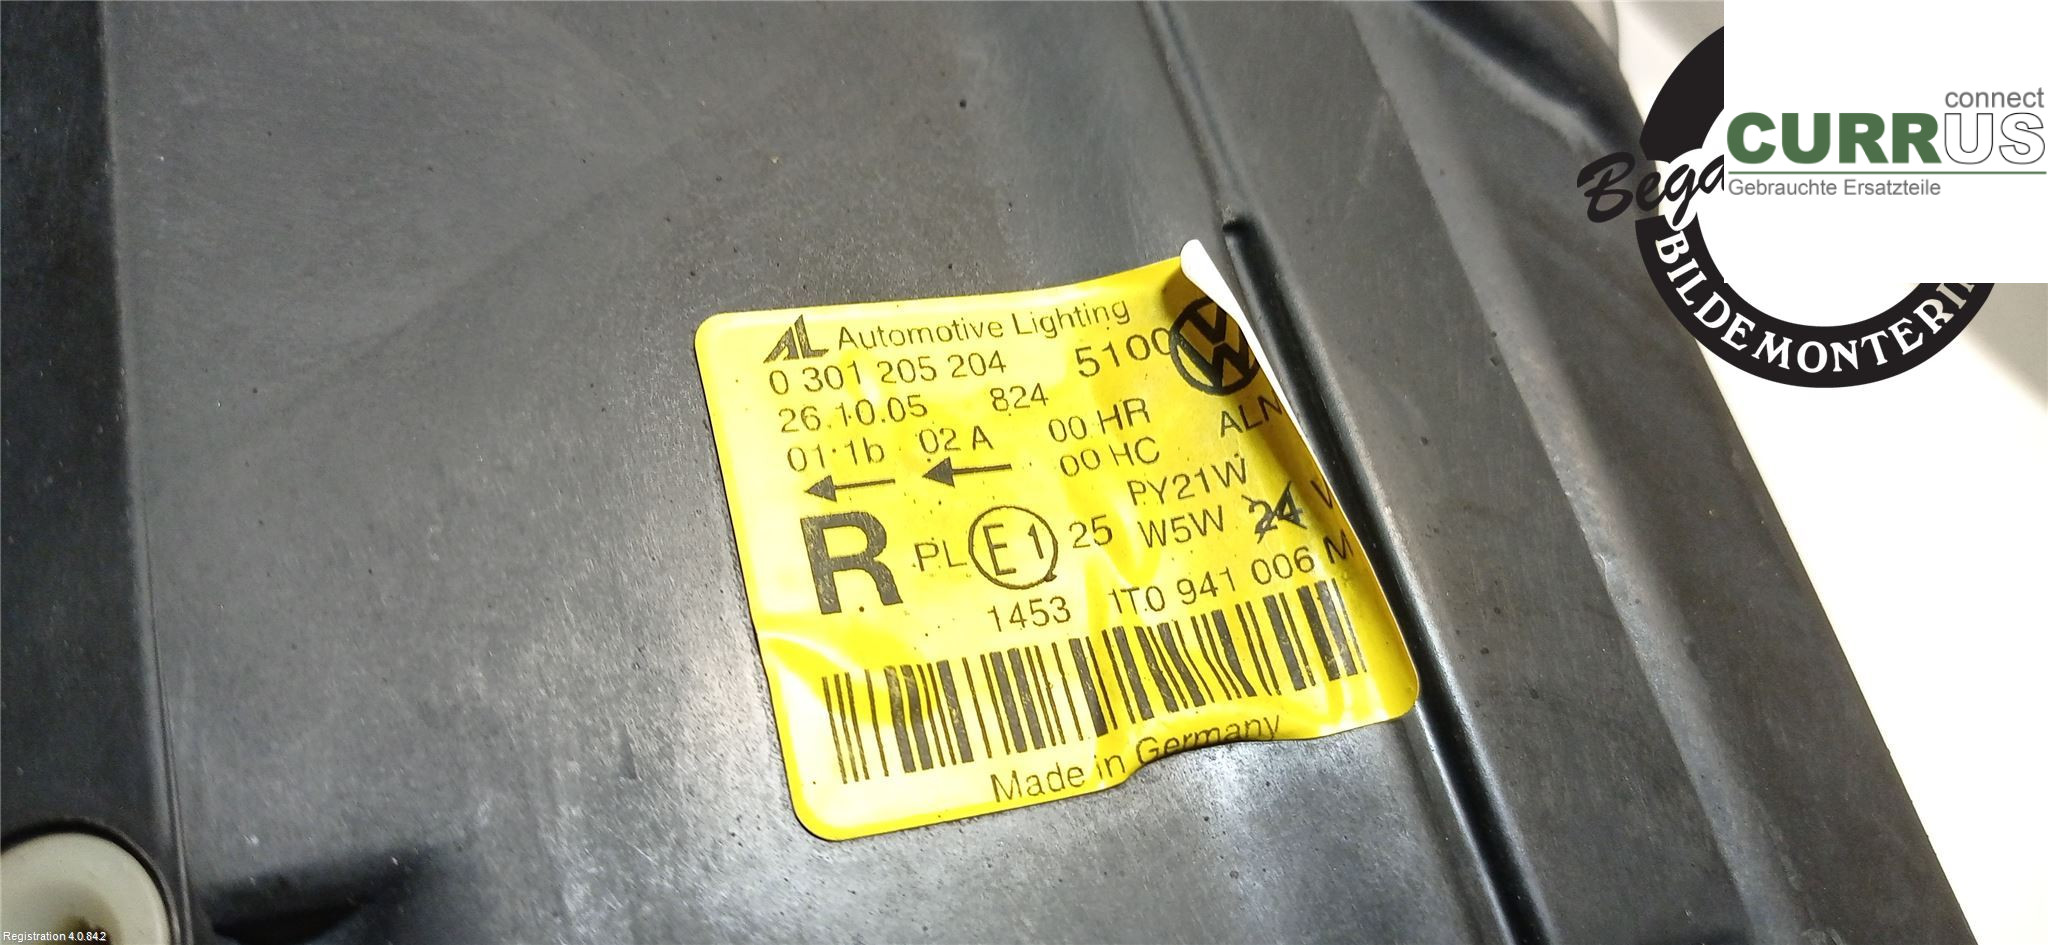 AL Automotive Lighting
0 301 205 204 5100
26.10.05 824
01 1b 02 A 00 HR
00 HC
PY21W
R PL E1 25 W5W 24 V
1453 1T0 941 006 M
Made in Germany
connect
CURRUS
Gebrauchte Ersatzteile
BILDEMONTERIN
Registration 4.0.84.2